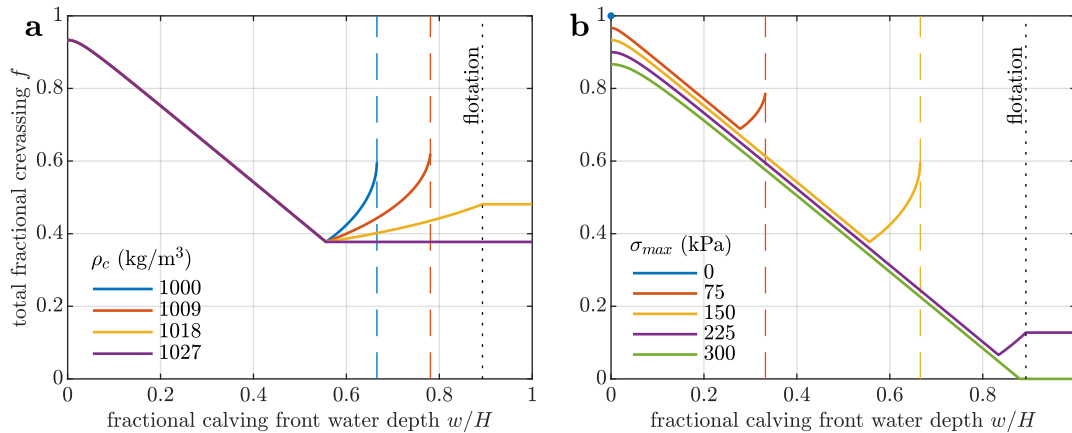 a
total fractional crevassing f
1
0.8
0.6
0.4
0.2
0
flotation
ρc (kg/m³)
1000
1009
1018
1027
0 0.2 0.4 0.6 0.8 1
fractional calving front water depth w/H
b
1
0.8
0.6
0.4
0.2
0
flotation
σmax (kPa)
0
75
150
225
300
0 0.2 0.4 0.6 0.8
fractional calving front water depth w/H